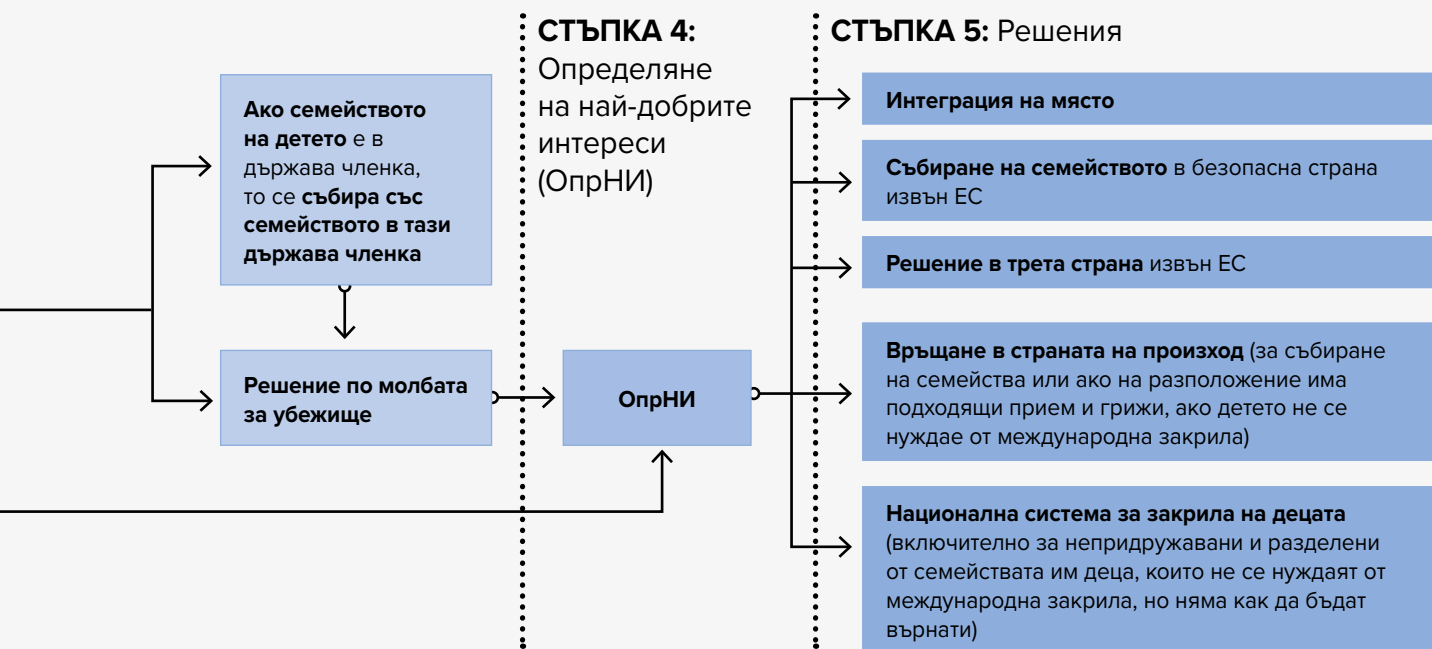 Ако семейството
на детето е в
държава членка,
то се събира със
семейството в тази
държава членка
Решение по молбата
за убежище
СТЪПКА 4:
Определяне
на най-добрите
интереси
(ОпрНИ)
ОпрНИ
СТЪПКА 5: Решения
Интеграция на място
Събиране на семейството в безопасна страна
извън ЕС
Решение в трета страна извън ЕС
Връщане в страната на произход (за събиране
на семейства или ако на разположение има
подходящи прием и грижи, ако детето не се
нуждае от международна закрила)
Национална система за закрила на децата
(включително за непридружавани и разделени
от семействата им деца, които не се нуждаят от
международна закрила, но няма как да бъдат
върнати)